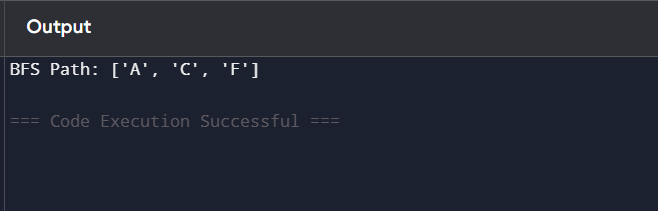 Output
BFS Path: ['A', 'C', 'F']
=== Code Execution Successful ===